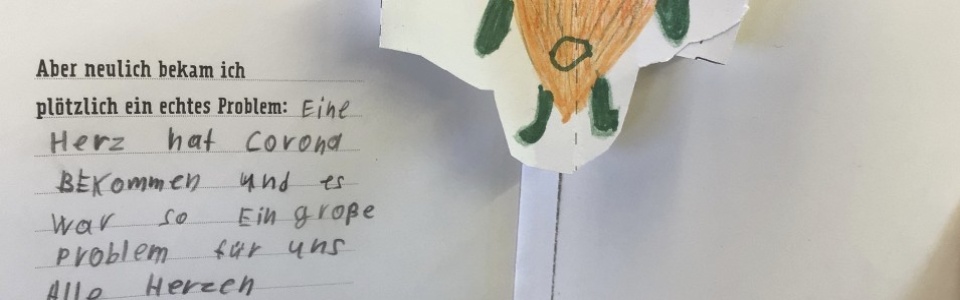 Aber neulich bekam ich
plötzlich ein echtes Problem: Eine
Herz hat Corona
BEKommen und es
war so Ein große
problem für uns
Alle Herzen